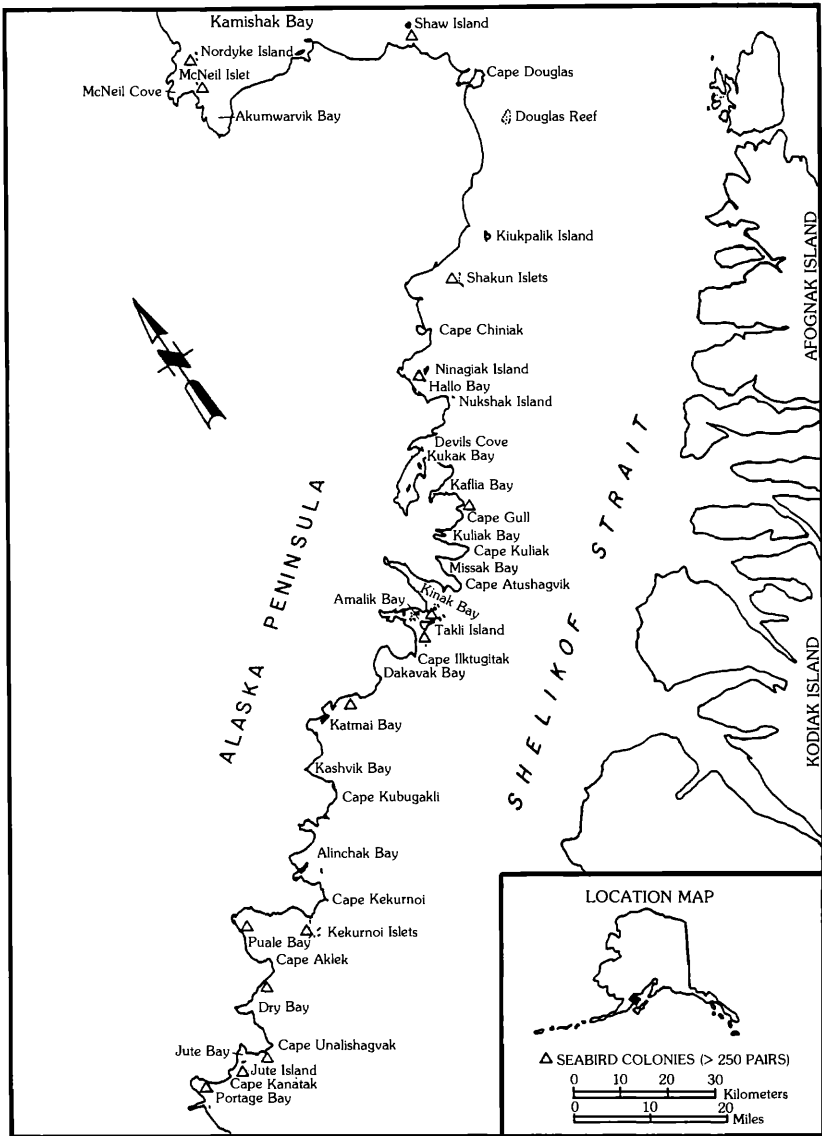 Kamishak Bay
Shaw Island
Nordyke Island
McNeil Islet
McNeil Cove
Akumwarvik Bay
Cape Douglas
Douglas Reef
Kiukpalik Island
Shakun Islets
Cape Chiniak
Ninagiak Island
Hallo Bay
Nukshak Island
Devils Cove
Kukak Bay
Kaflia Bay
Cape Gull
Kuliak Bay
Cape Kuliak
Missak Bay
Cape Atushagvik
Kinak Bay
Amalik Bay
Takli Island
Cape Ilktugitak
Dakavak Bay
Katmai Bay
Kashvik Bay
Cape Kubugakli
Alinchak Bay
Cape Kekurnoi
Kekurnoi Islets
Puale Bay
Cape Aklek
Dry Bay
Cape Unalishagvak
Jute Bay
Jute Island
Cape Kanatak
Portage Bay
ALASKA PENINSULA
SHELIKOF STRAIT
AFOGNAK ISLAND
KODIAK ISLAND
LOCATION MAP
SEABIRD COLONIES (> 250 PAIRS)
0 10 20 30
Kilometers
0 10 20
Miles